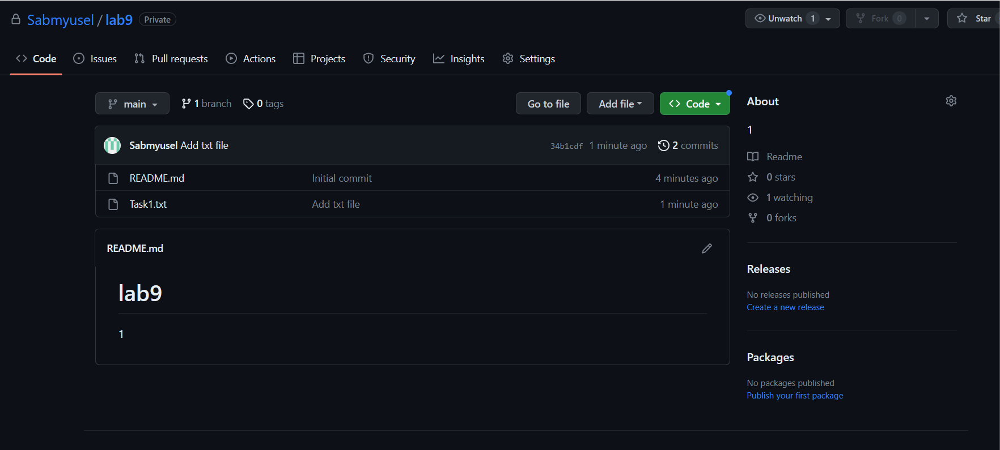 Sabmyusel / lab9 Private
Unwatch 1
Fork 0
Star
Code Issues Pull requests Actions Projects Security Insights Settings
main 1 branch 0 tags Go to file Add file Code
Sabmyusel Add txt file 34b1cdf 1 minute ago 2 commits
README.md Initial commit 4 minutes ago
Task1.txt Add txt file 1 minute ago
README.md
lab9
1
About
1
Readme
0 stars
1 watching
0 forks
Releases
No releases published
Create a new release
Packages
No packages published
Publish your first package